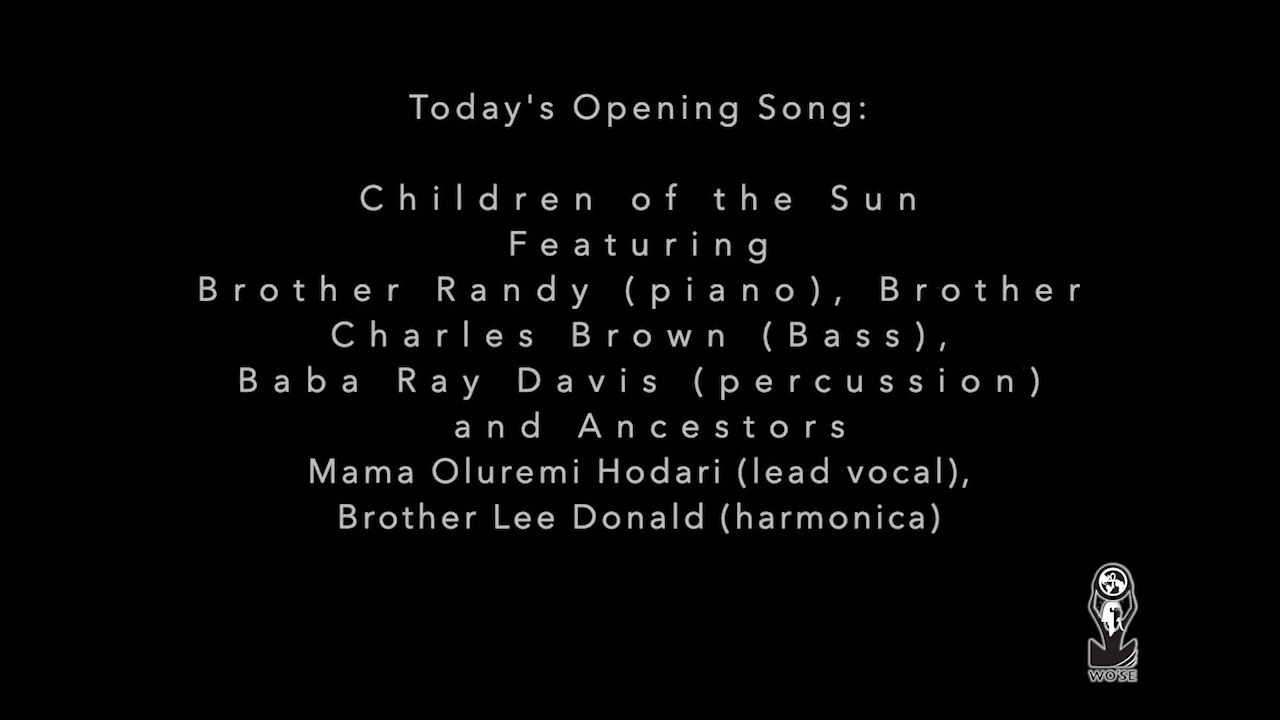 Today's Opening Song:
Children of the Sun
Featuring
Brother Randy (piano), Brother
Charles Brown (Bass),
Baba Ray Davis (percussion)
and Ancestors
Mama Oluremi Hodari (lead vocal),
Brother Lee Donald (harmonica)
WO'SE